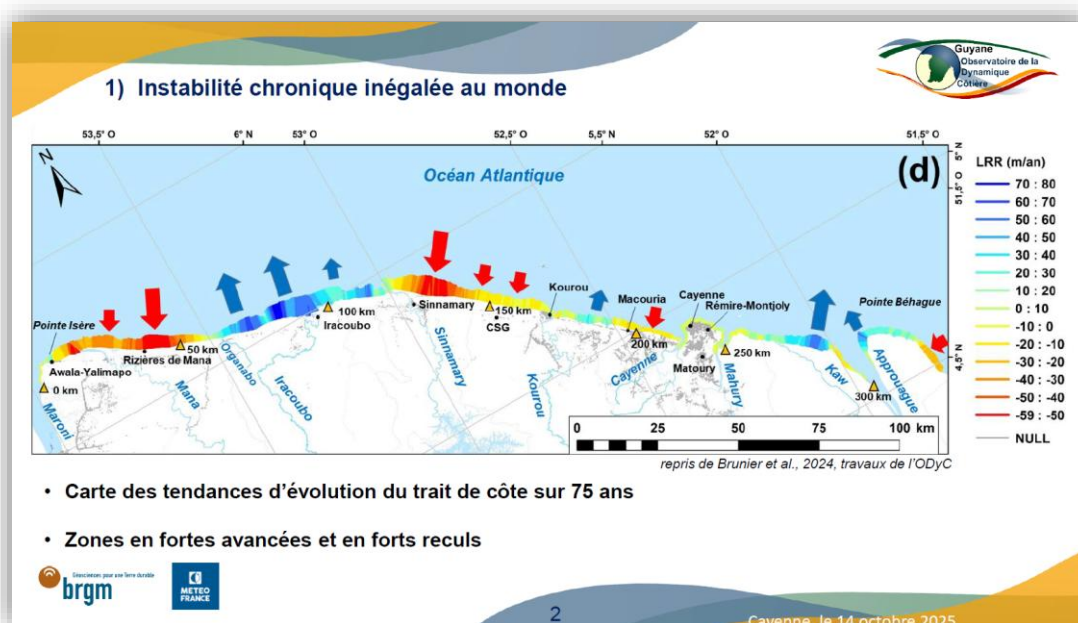 Guyane
Observatoire de la
Dynamique
Côtière
1) Instabilité chronique inégalée au monde
53,5° O
6° N
53° O
52,5° O
5,5° N
52° O
51,5° O
5° N
51,5° O
4,5° N
N
Océan Atlantique
(d)
LRR (m/an)
70 : 80
60 : 70
50 : 60
40 : 50
30 : 40
20 : 30
10 : 20
0 : 10
-10 : 0
-20 : -10
-30 : -20
-40 : -30
-50 : -40
-59 : -50
NULL
Pointe Isère
Awala-Yalimapo
0 km
Maroni
Rizières de Mana
50 km
Mana
Organabo
Iracoubo
100 km
Iracoubo
Sinnamary
Sinnamary
150 km
CSG
Kourou
Kourou
Macouria
200 km
Cayenne
Cayenne
Rémire-Montjoly
Matoury
250 km
Mahury
Kaw
Approuague
Pointe Béhague
300 km
0 25 50 75 100 km
repris de Brunier et al., 2024, travaux de l'ODyC
• Carte des tendances d'évolution du trait de côte sur 75 ans
• Zones en fortes avancées et en forts reculs
Géosciences pour une Terre durable
brgm
METEO
FRANCE
2
Cayenne, le 14 octobre 2025